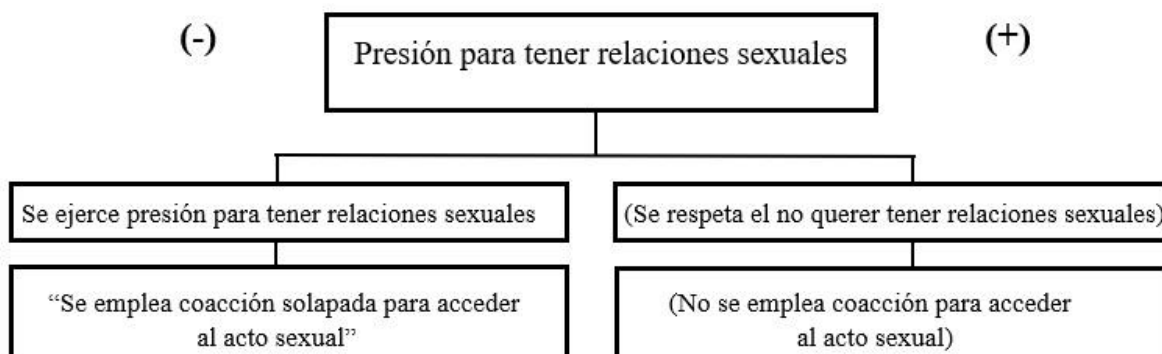 (-)
Presión para tener relaciones sexuales
(+)
Se ejerce presión para tener relaciones sexuales
(Se respeta el no querer tener relaciones sexuales)
“Se emplea coacción solapada para acceder
al acto sexual”
(No se emplea coacción para acceder
al acto sexual)